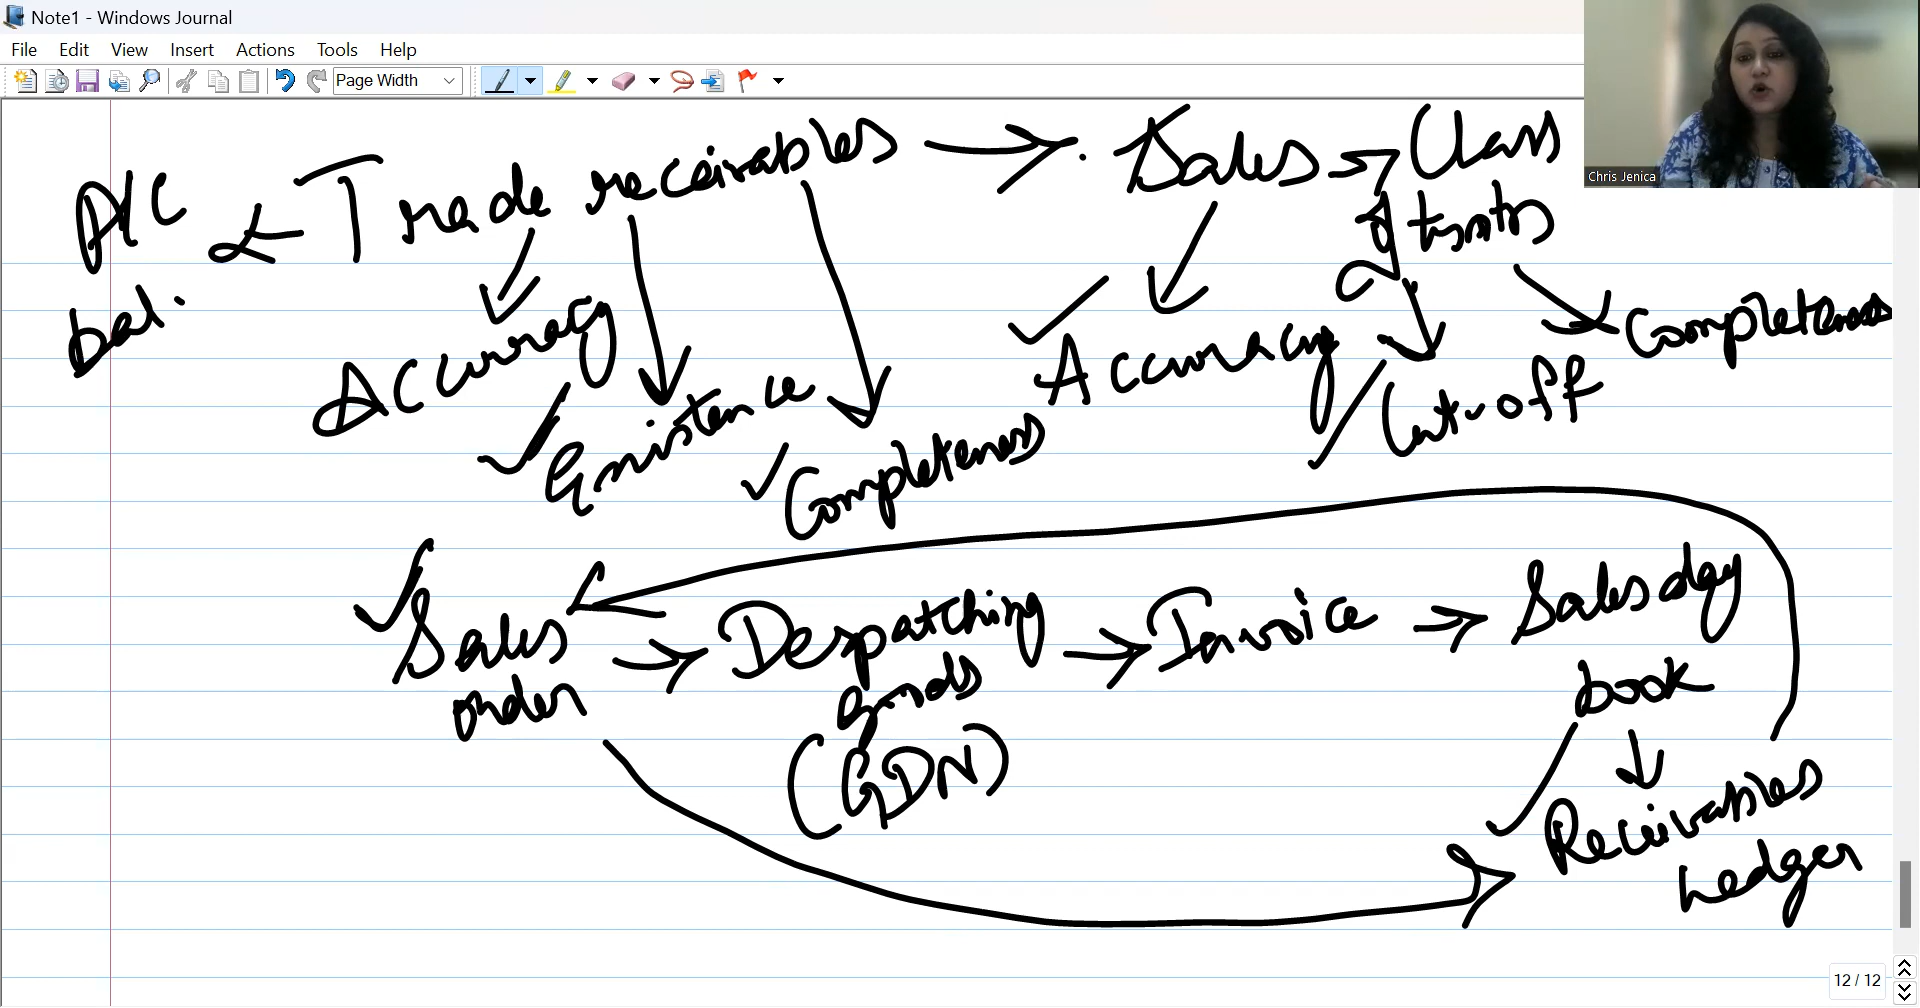 Note1 - Windows Journal
File Edit View Insert Actions Tools Help
Page Width
Chris Jenica
A/C bal. ← Trade receivables → Sales → Class of tsntns
Accuracy
Existence
Completeness
Accuracy
Cut-off
Completeness
Sales order → Despatching goods (GDN) → Invoice → Sales day book
↓
Receivables Ledger
12 / 12